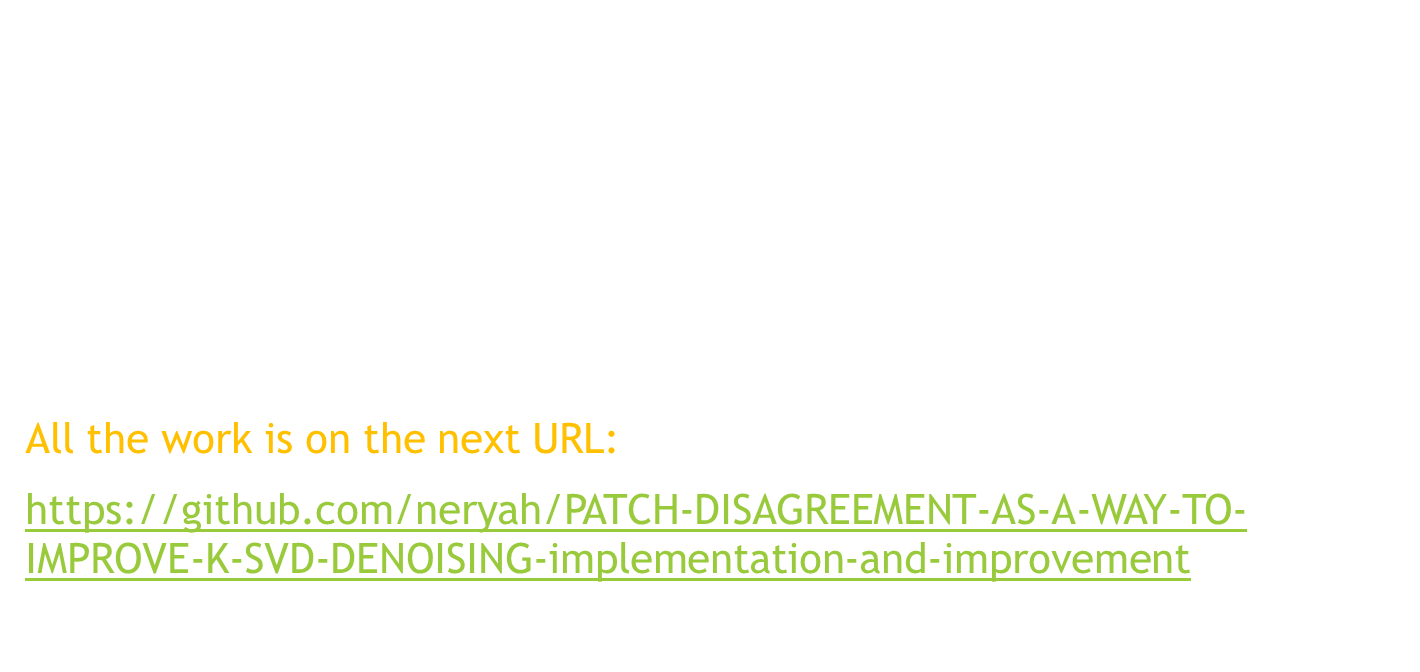 All the work is on the next URL:
https://github.com/neryah/PATCH-DISAGREEMENT-AS-A-WAY-TO-
IMPROVE-K-SVD-DENOISING-implementation-and-improvement